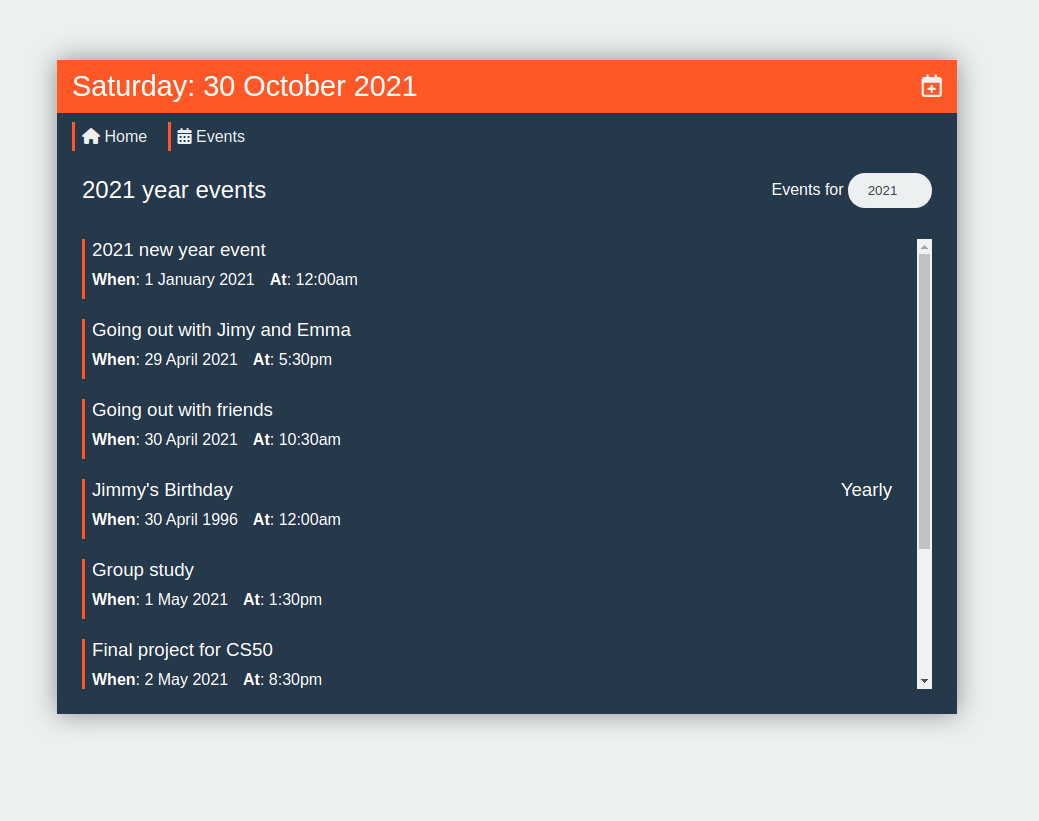 Saturday: 30 October 2021
Home Events
2021 year events Events for 2021
2021 new year event
When: 1 January 2021 At: 12:00am
Going out with Jimy and Emma
When: 29 April 2021 At: 5:30pm
Going out with friends
When: 30 April 2021 At: 10:30am
Jimmy's Birthday Yearly
When: 30 April 1996 At: 12:00am
Group study
When: 1 May 2021 At: 1:30pm
Final project for CS50
When: 2 May 2021 At: 8:30pm